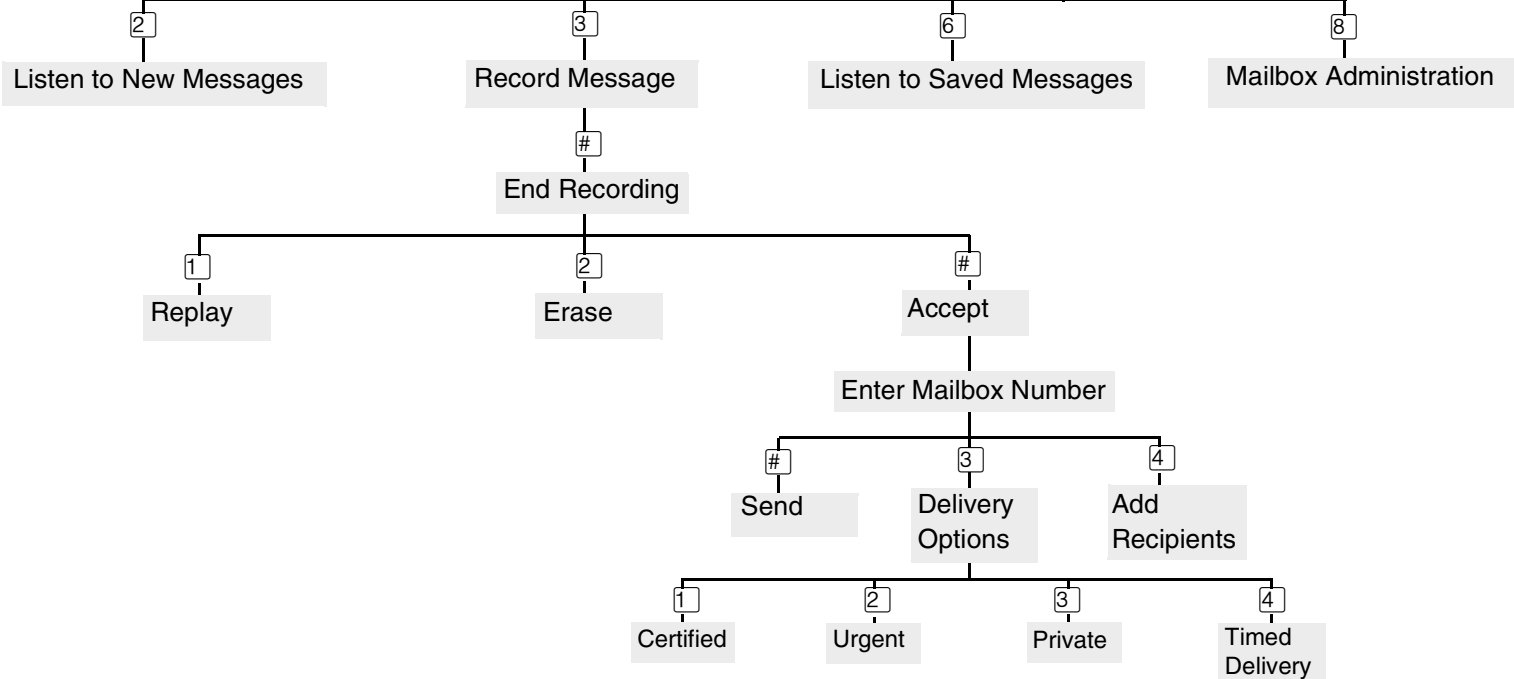 2 3 6 8
Listen to New Messages Record Message Listen to Saved Messages Mailbox Administration
#
End Recording
1 2 #
Replay Erase Accept
Enter Mailbox Number
# 3 4
Send Delivery Add
Options Recipients
1 2 3 4
Certified Urgent Private Timed
Delivery